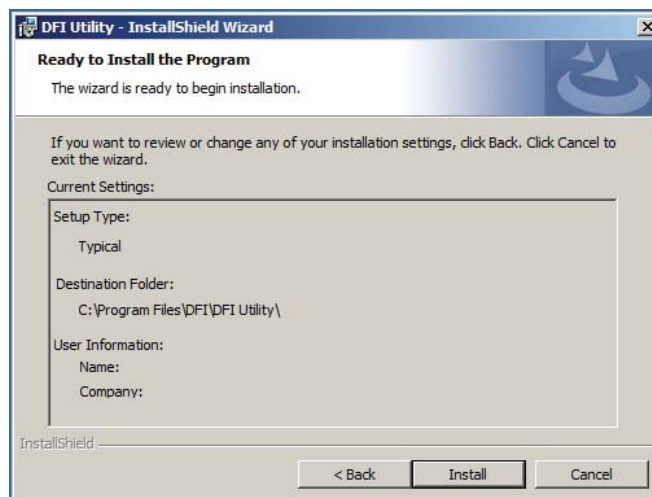 DFI Utility - InstallShield Wizard
Ready to Install the Program
The wizard is ready to begin installation.
If you want to review or change any of your installation settings, click Back. Click Cancel to
exit the wizard.
Current Settings:
Setup Type:
Typical
Destination Folder:
C:\Program Files\DFI\DFI Utility\
User Information:
Name:
Company:
InstallShield
< Back
Install
Cancel